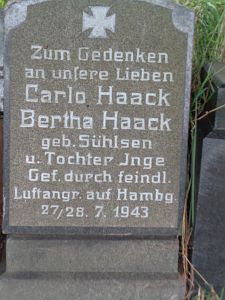 Zum Gedenken
an unsere Lieben
Carlo Haack
Bertha Haack
geb. Sühlsen
u. Tochter Inge
Gef. durch feindl.
Luftangr. auf Hambg.
27/28. 7. 1943